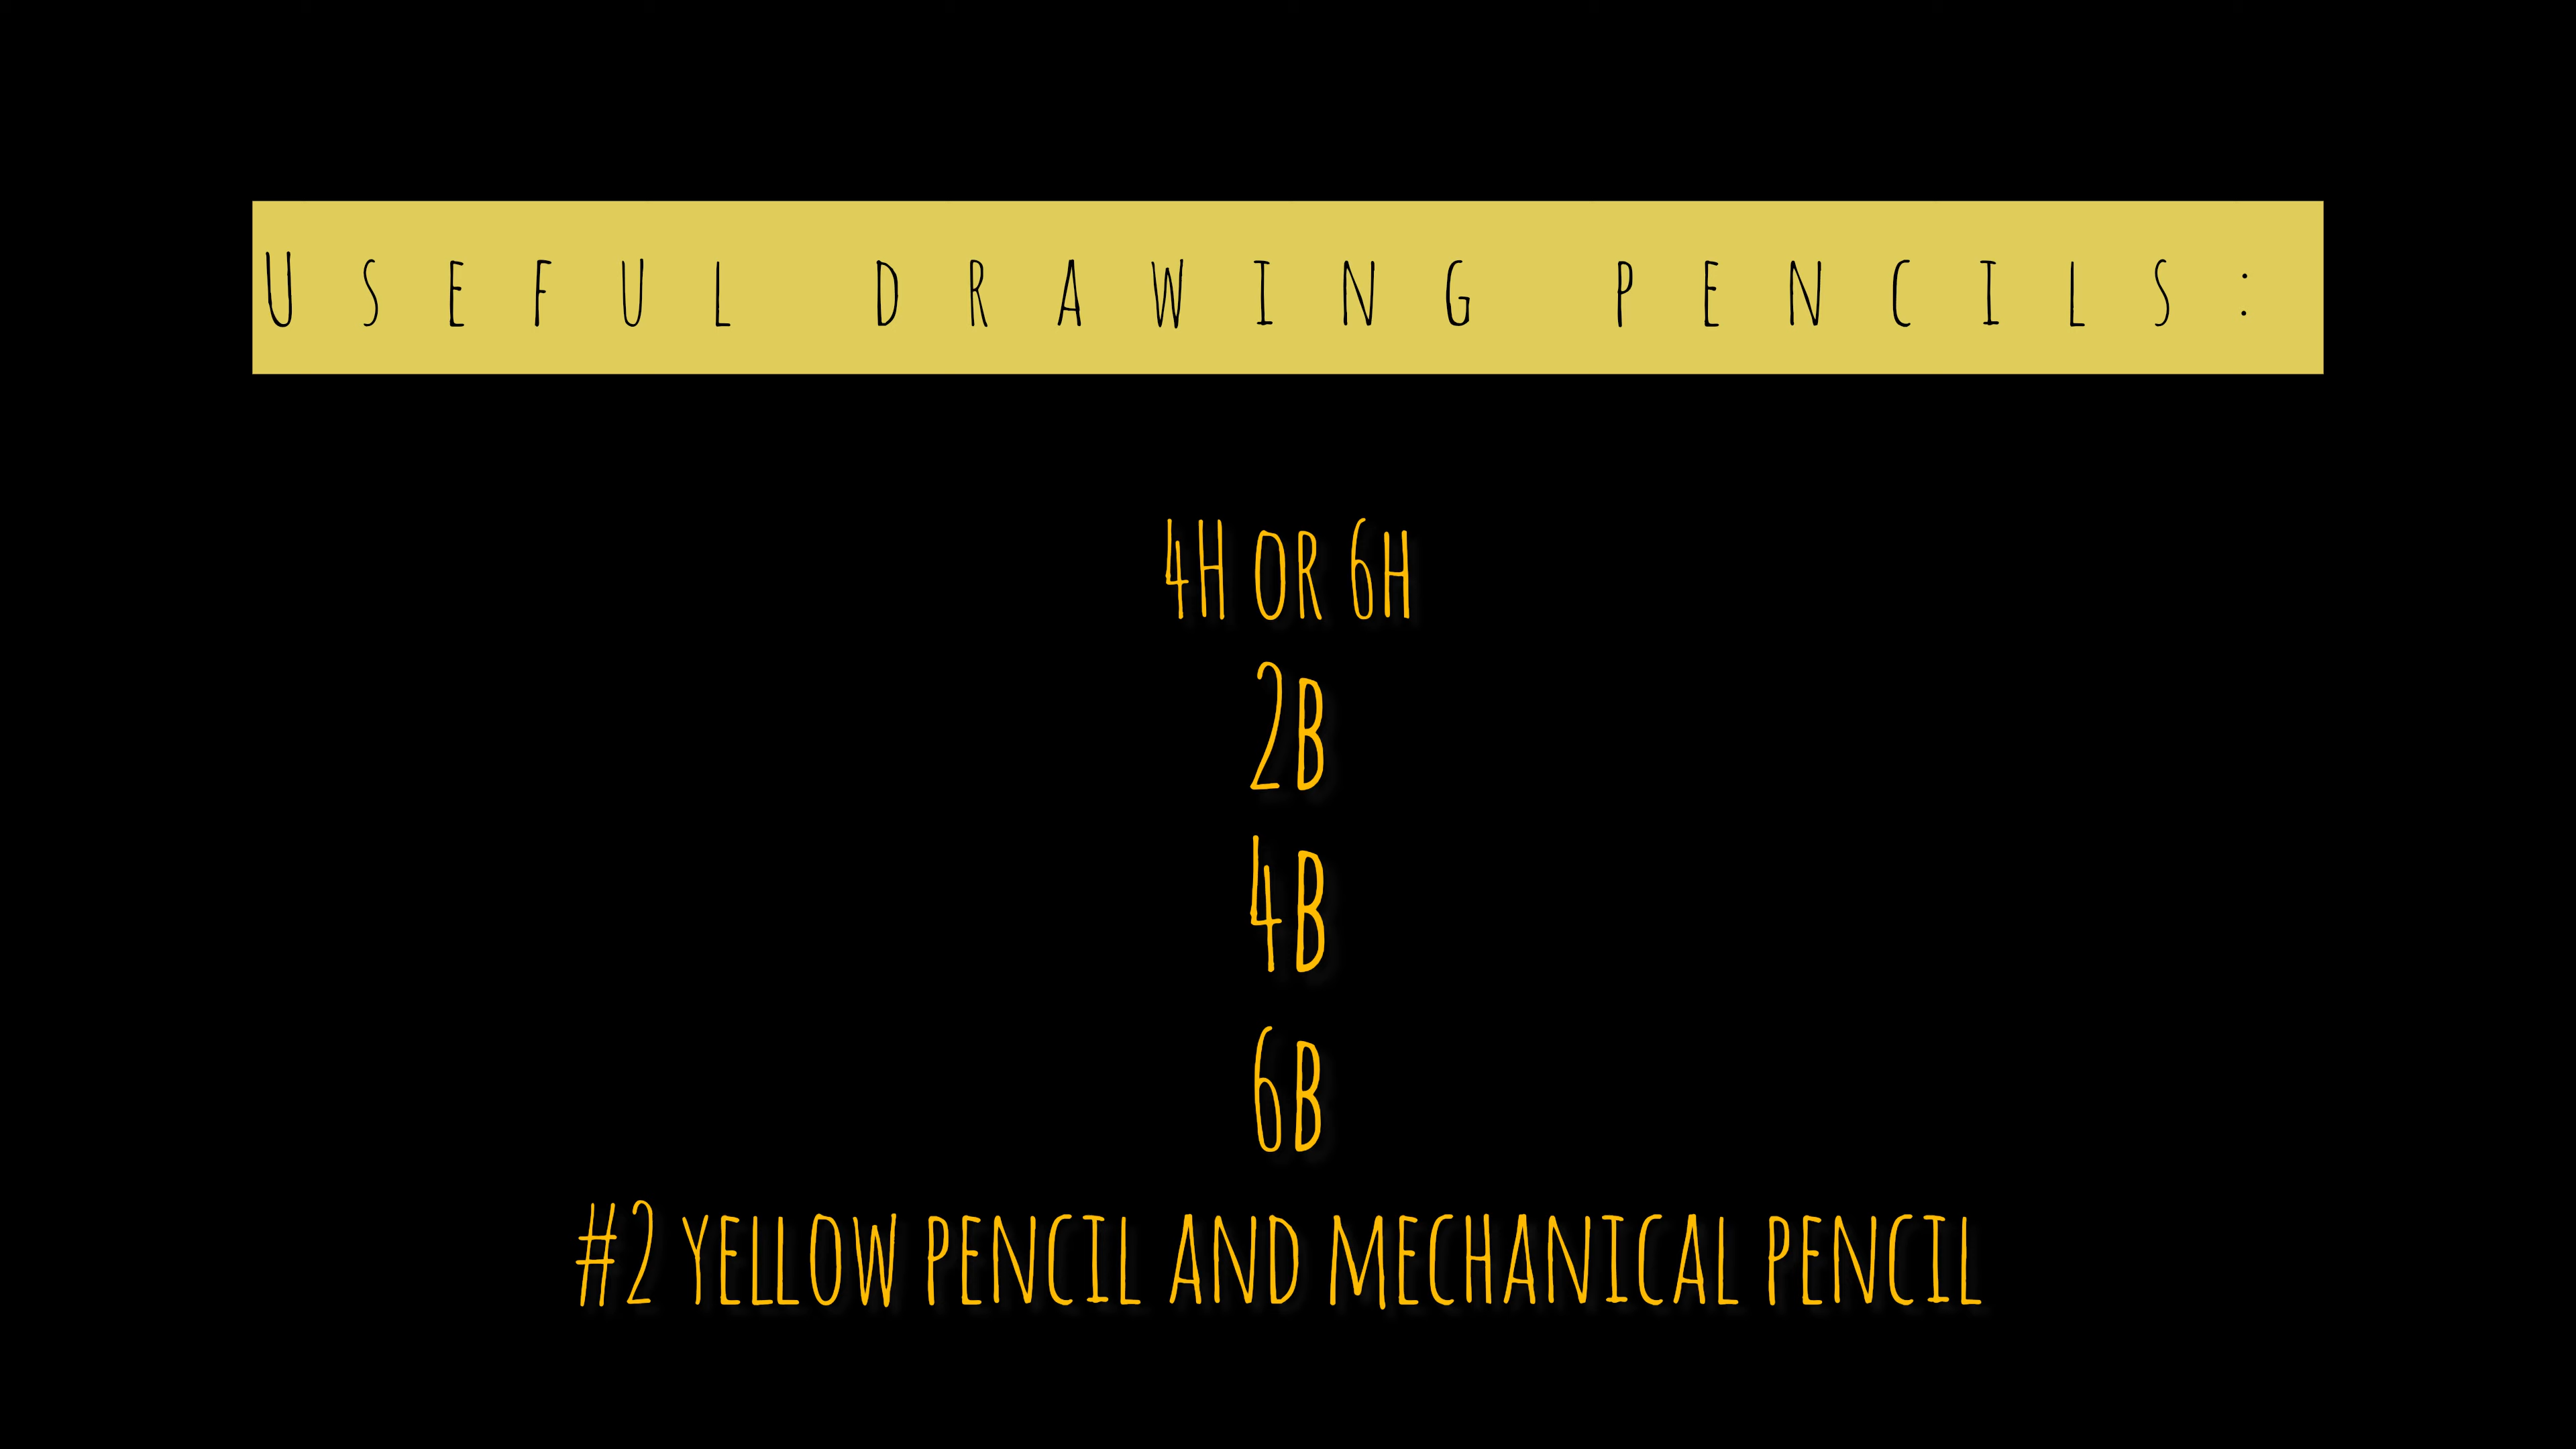 USEFUL DRAWING PENCILS:
4H OR 6H
2B
4B
6B
#2 YELLOW PENCIL AND MECHANICAL PENCIL